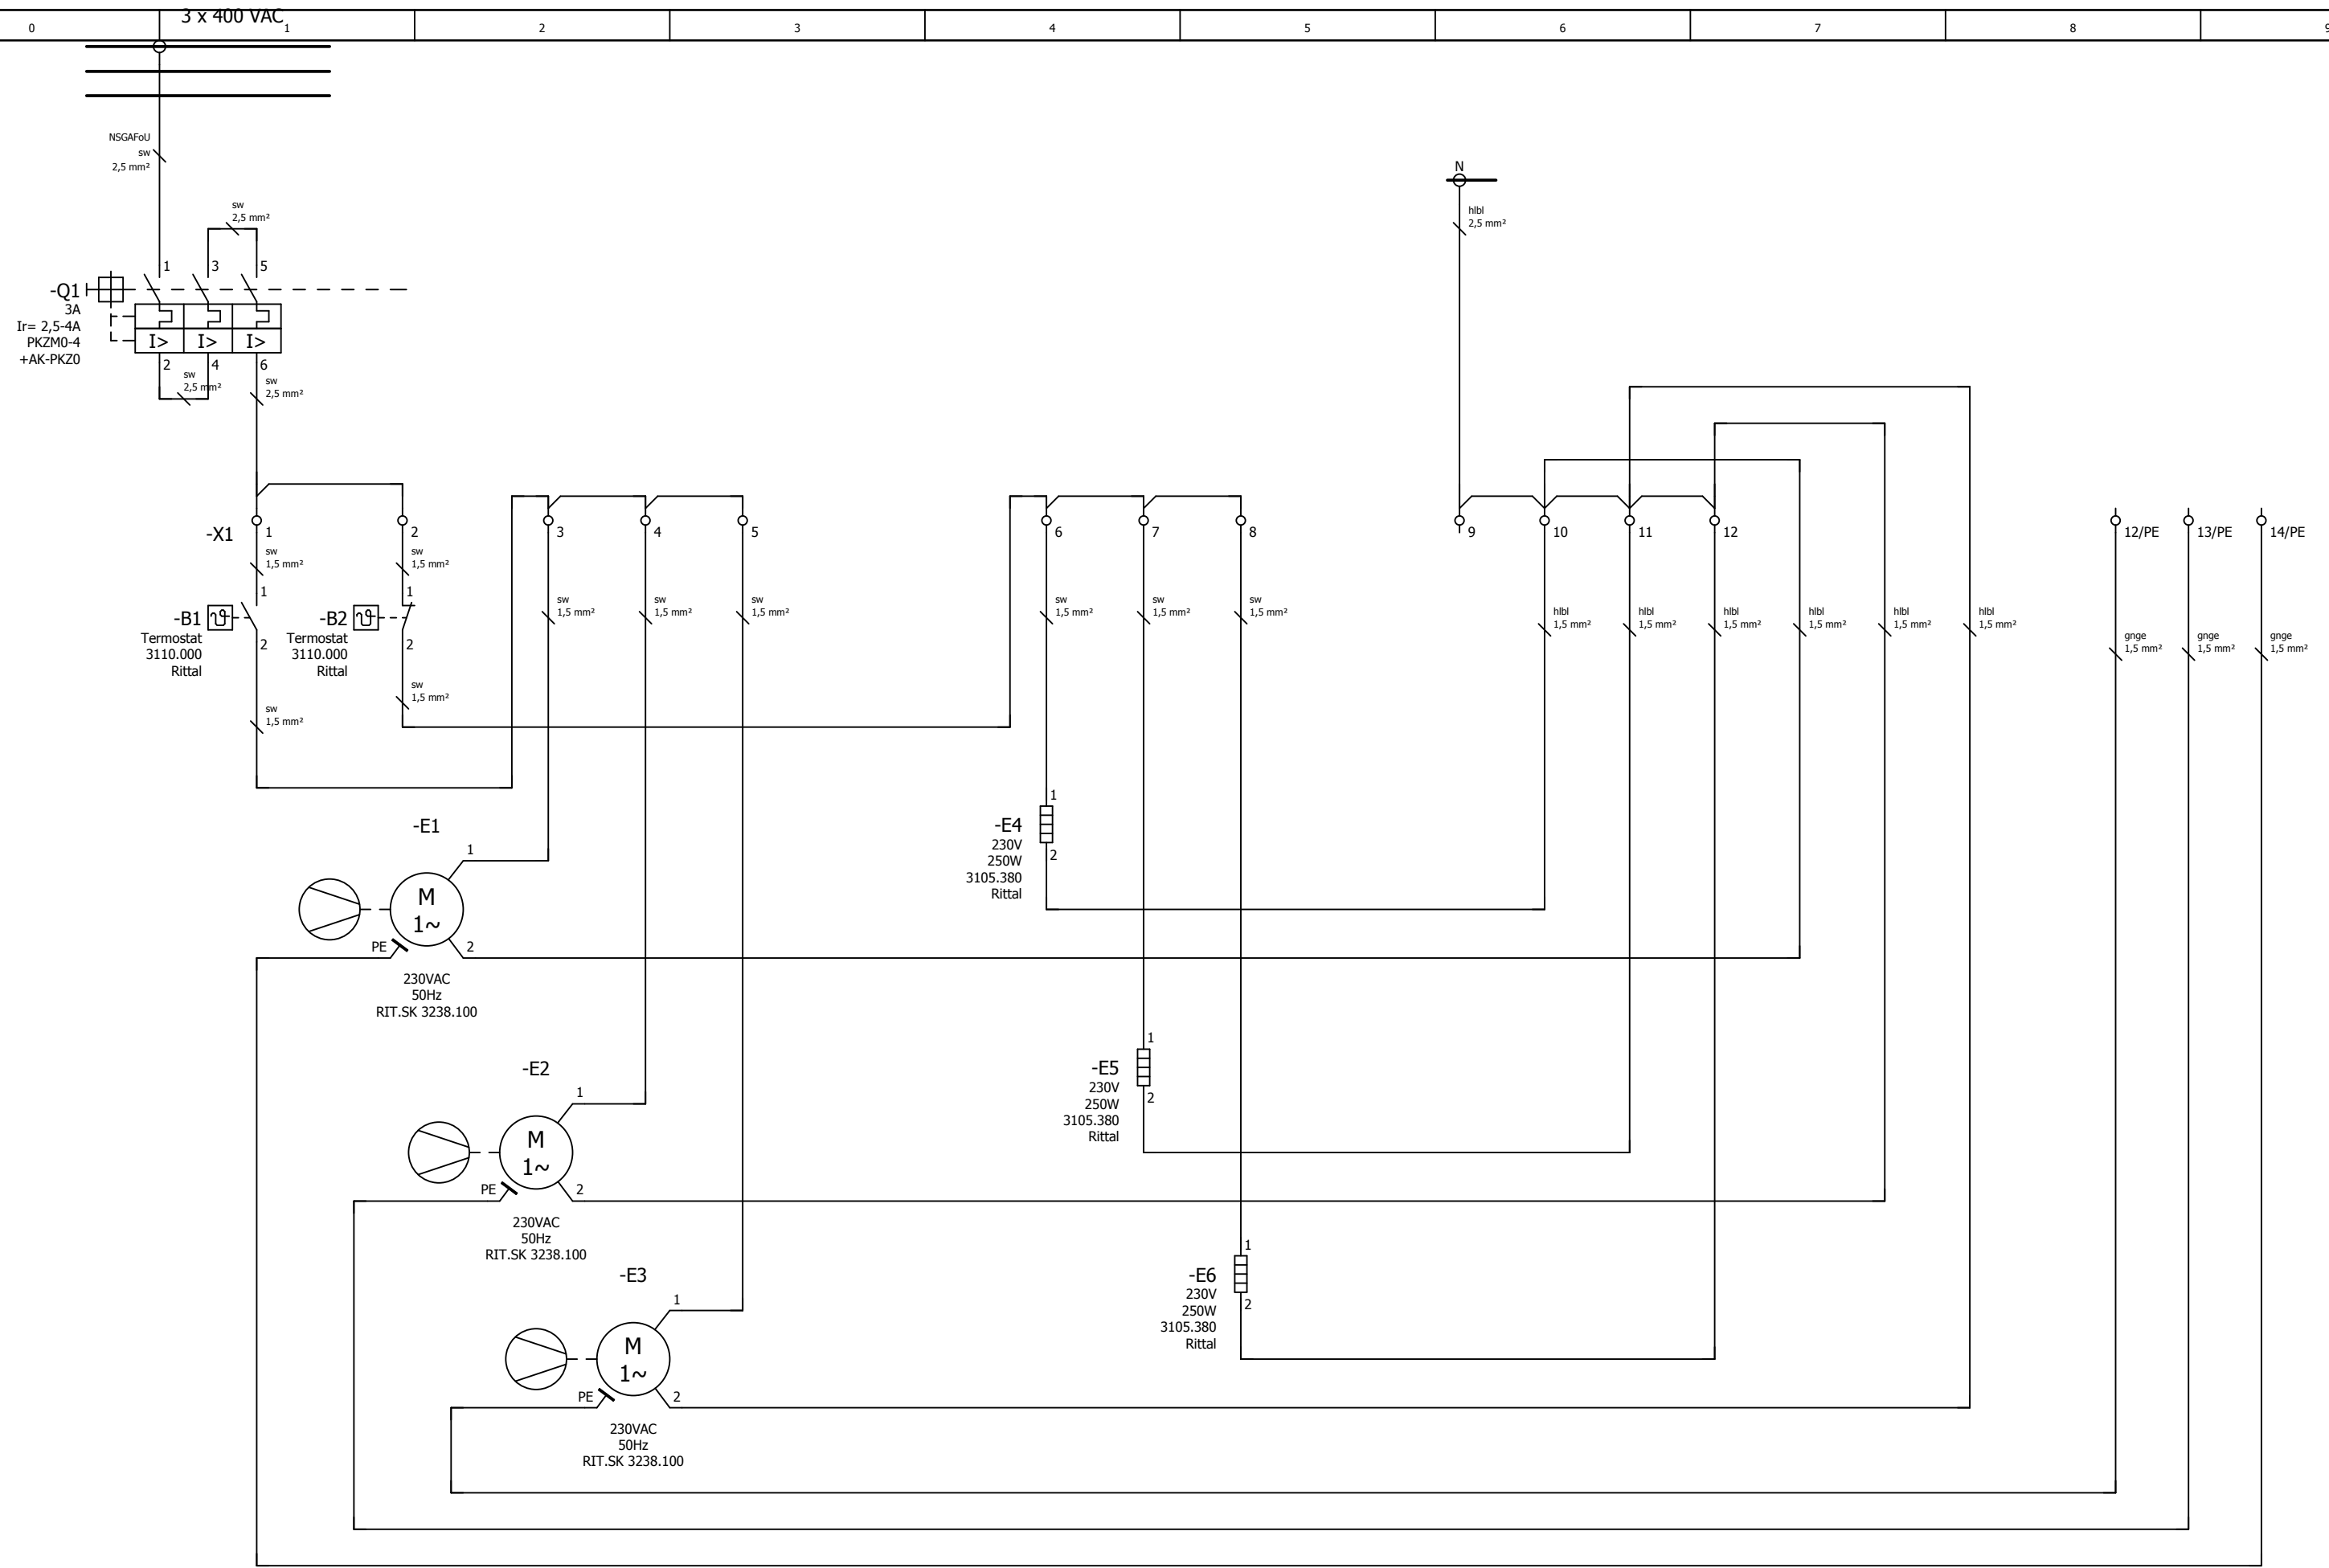 3 x 400 VAC
0 1 2 3 4 5 6 7 8 9
NSGAFoU
sw
2,5 mm²
sw
2,5 mm²
N
hlbl
2,5 mm²
1 3 5
-Q1
3A
Ir= 2,5-4A
PKZM0-4
+AK-PKZ0
I> I> I>
2 4 6
sw
2,5 mm²
sw
2,5 mm²
-X1 1 2 3 4 5 6 7 8 9 10 11 12 12/PE 13/PE 14/PE
sw
1,5 mm²
sw
1,5 mm²
1
-B1
Termostat
3110.000
Rittal
2
1
-B2
Termostat
3110.000
Rittal
2
sw
1,5 mm²
sw
1,5 mm²
sw
1,5 mm²
sw
1,5 mm²
sw
1,5 mm²
sw
1,5 mm²
sw
1,5 mm²
sw
1,5 mm²
hlbl
1,5 mm²
hlbl
1,5 mm²
hlbl
1,5 mm²
hlbl
1,5 mm²
hlbl
1,5 mm²
hlbl
1,5 mm²
gnge
1,5 mm²
gnge
1,5 mm²
gnge
1,5 mm²
-E1
1
M
1~
PE 2
230VAC
50Hz
RIT.SK 3238.100
1
-E4
230V
250W
3105.380
Rittal
2
-E2
1
M
1~
PE 2
230VAC
50Hz
RIT.SK 3238.100
1
-E5
230V
250W
3105.380
Rittal
2
-E3
1
M
1~
PE 2
230VAC
50Hz
RIT.SK 3238.100
1
-E6
230V
250W
3105.380
Rittal
2